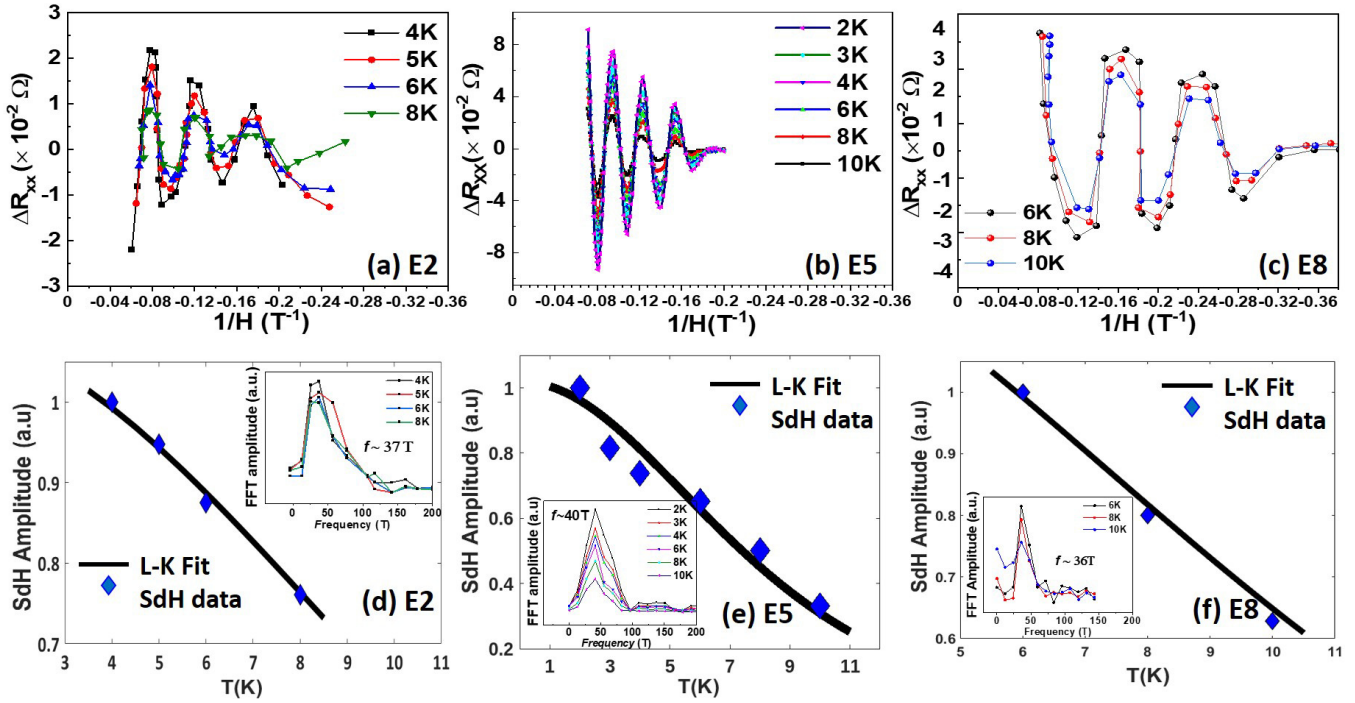 3
2
1
0
-1
-2
-3
ΔRxx(× 10⁻² Ω)
4K
5K
6K
8K
(a) E2
0 -0.04 -0.08 -0.12 -0.16 -0.20 -0.24 -0.28 -0.32 -0.36
1/H (T⁻¹)
8
4
0
-4
-8
ΔRxx(× 10⁻² Ω)
2K
3K
4K
6K
8K
10K
(b) E5
0 -0.04 -0.08 -0.12 -0.16 -0.20 -0.24 -0.28 -0.32 -0.36
1/H(T⁻¹)
4
3
2
1
0
-1
-2
3
4
ΔRxx(× 10⁻² Ω)
6K
8K
10K
(c) E8
0 -0.04 -0.08 -0.12 -0.16 -0.20 -0.24 -0.28 -0.32 -0.36
1/H (T⁻¹)
1
0.9
0.8
0.7
SdH Amplitude (a.u)
FFT amplitude (a.u.)
4K
5K
6K
8K
f ~ 37 T
0 50 100 150 200
Frequency (T)
L-K Fit
SdH data
(d) E2
3 4 5 6 7 8 9
T(K)
1
0.8
0.6
0.4
0.2
SdH Amplitude (a.u)
L-K Fit
SdH data
FFT amplitude (a.u)
f~40T
2K
3K
4K
6K
8K
10K
0 50 100 150 200
Frequency (T)
(e) E5
1 3 5 7 9 11
T(K)
1
0.9
0.8
0.7
0.6
SdH Amplitude (a.u)
L-K Fit
SdH data
FFT Amplitude (a.u.)
6K
8K
10K
f ~ 36T
0 50 100 150 200
Frequency (T)
(f) E8
5 6 7 8 9 10 11
T(K)